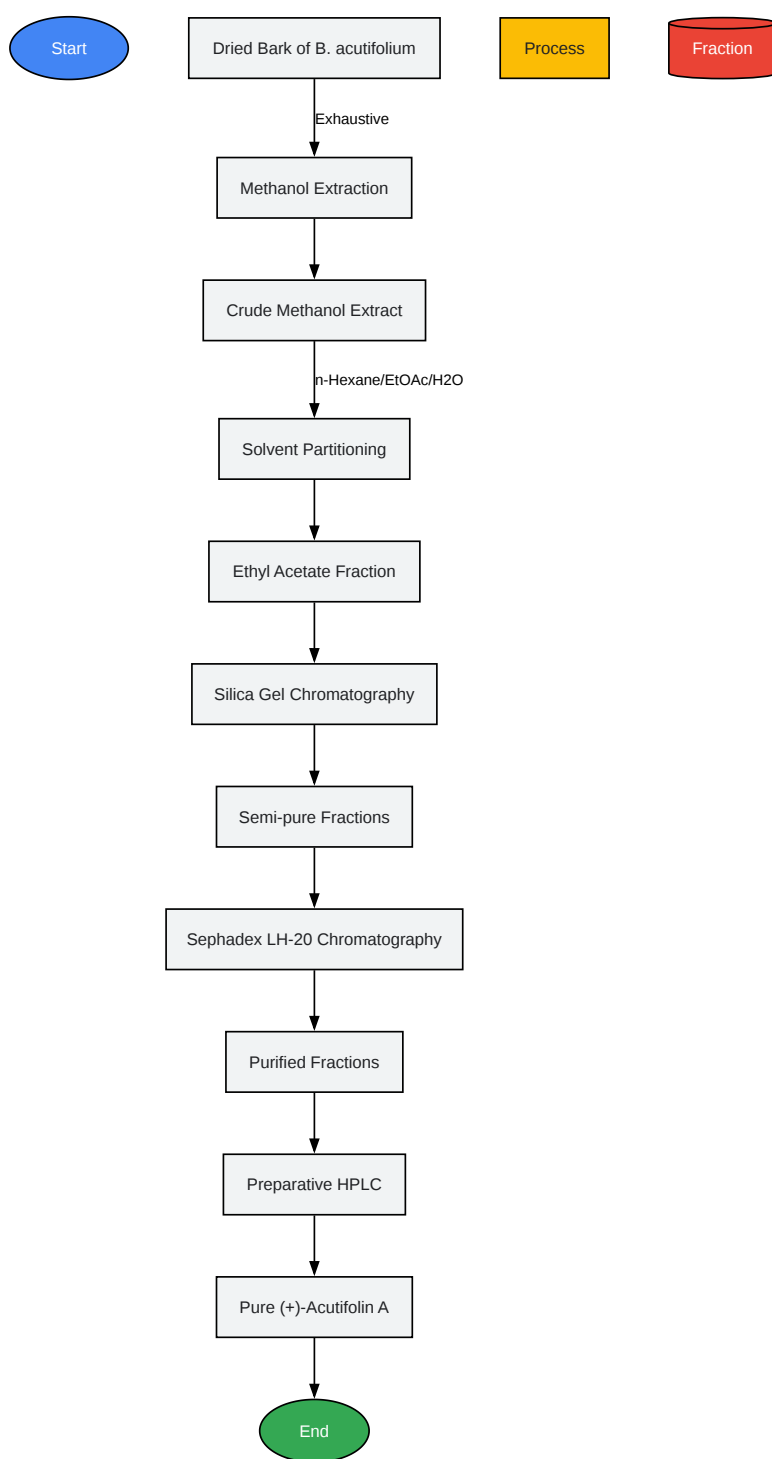 Start
Dried Bark of B. acutifolium
Process
Fraction
Exhaustive
Methanol Extraction
Crude Methanol Extract
n-Hexane/EtOAc/H2O
Solvent Partitioning
Ethyl Acetate Fraction
Silica Gel Chromatography
Semi-pure Fractions
Sephadex LH-20 Chromatography
Purified Fractions
Preparative HPLC
Pure (+)-Acutifolin A
End